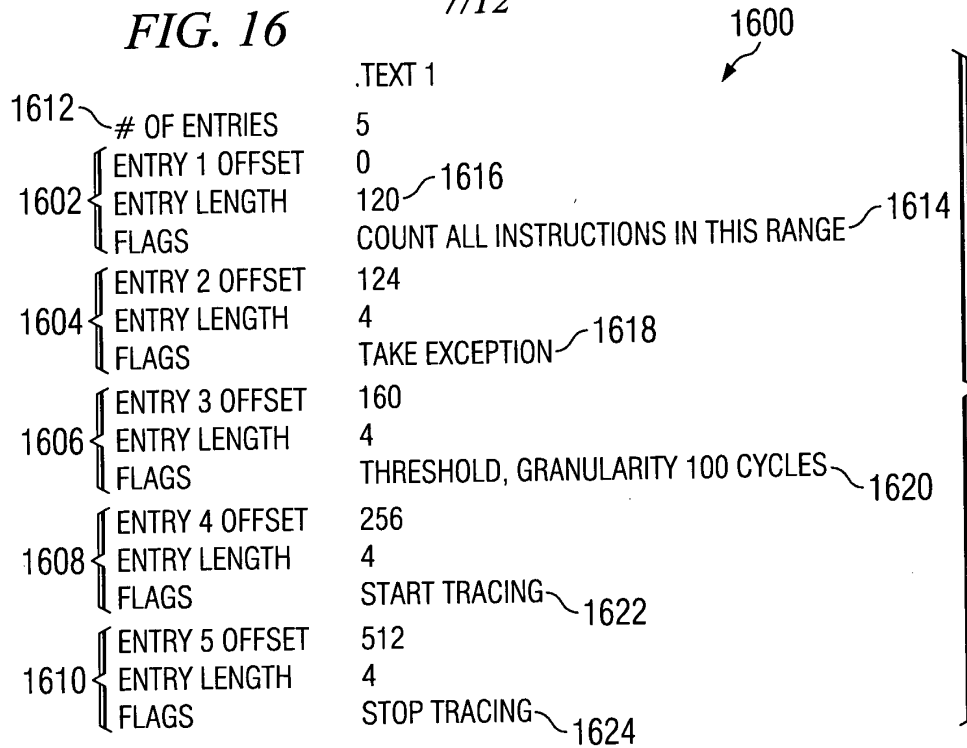 FIG. 16
7/12
1600
.TEXT 1
1612
# OF ENTRIES 5
1602
ENTRY 1 OFFSET 0
ENTRY LENGTH 120 1616
FLAGS COUNT ALL INSTRUCTIONS IN THIS RANGE 1614
1604
ENTRY 2 OFFSET 124
ENTRY LENGTH 4
FLAGS TAKE EXCEPTION 1618
1606
ENTRY 3 OFFSET 160
ENTRY LENGTH 4
FLAGS THRESHOLD, GRANULARITY 100 CYCLES 1620
1608
ENTRY 4 OFFSET 256
ENTRY LENGTH 4
FLAGS START TRACING 1622
1610
ENTRY 5 OFFSET 512
ENTRY LENGTH 4
FLAGS STOP TRACING 1624